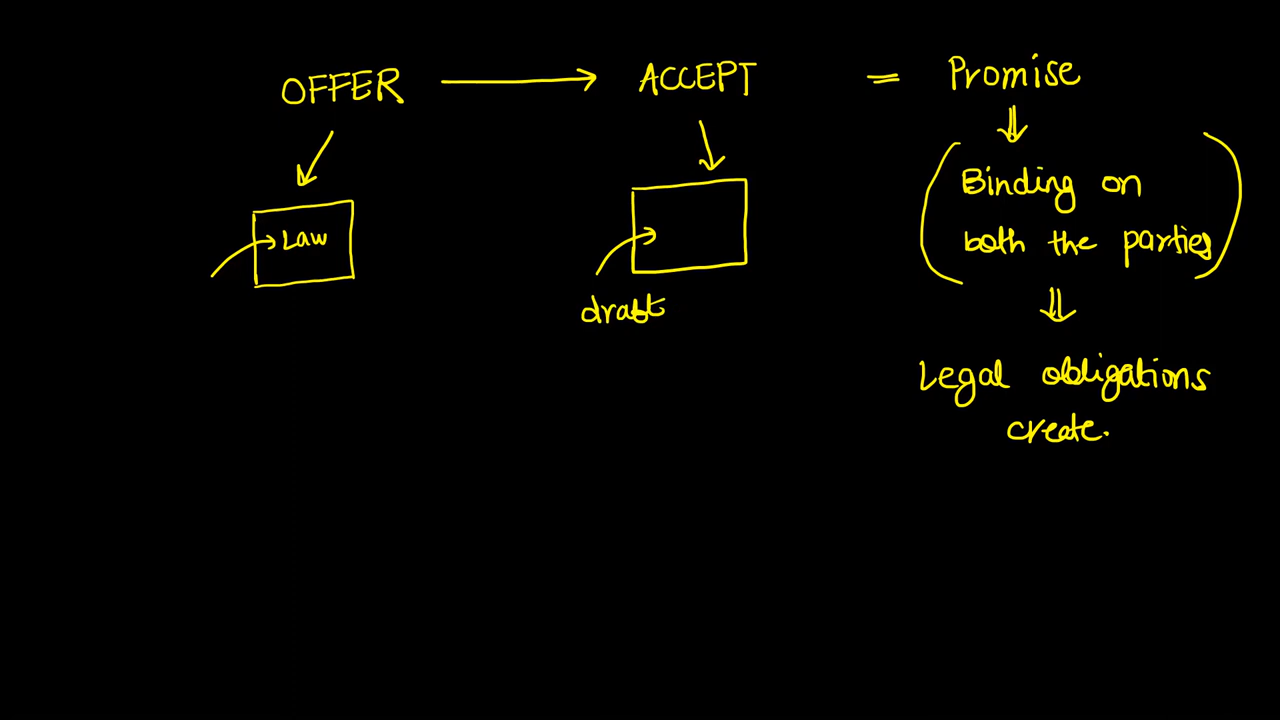 OFFER → ACCEPT = Promise
⇓
Law
Binding on
both the parties
draft
⇓
Legal obligations
create.